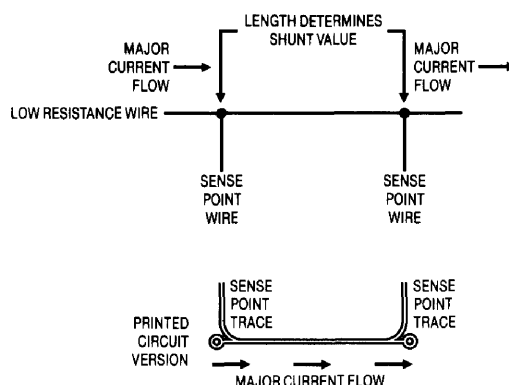 LENGTH DETERMINES
SHUNT VALUE
MAJOR
CURRENT
FLOW
MAJOR
CURRENT
FLOW
LOW RESISTANCE WIRE
SENSE
POINT
WIRE
SENSE
POINT
WIRE
SENSE
POINT
TRACE
SENSE
POINT
TRACE
PRINTED
CIRCUIT
VERSION
MAJOR CURRENT FLOW